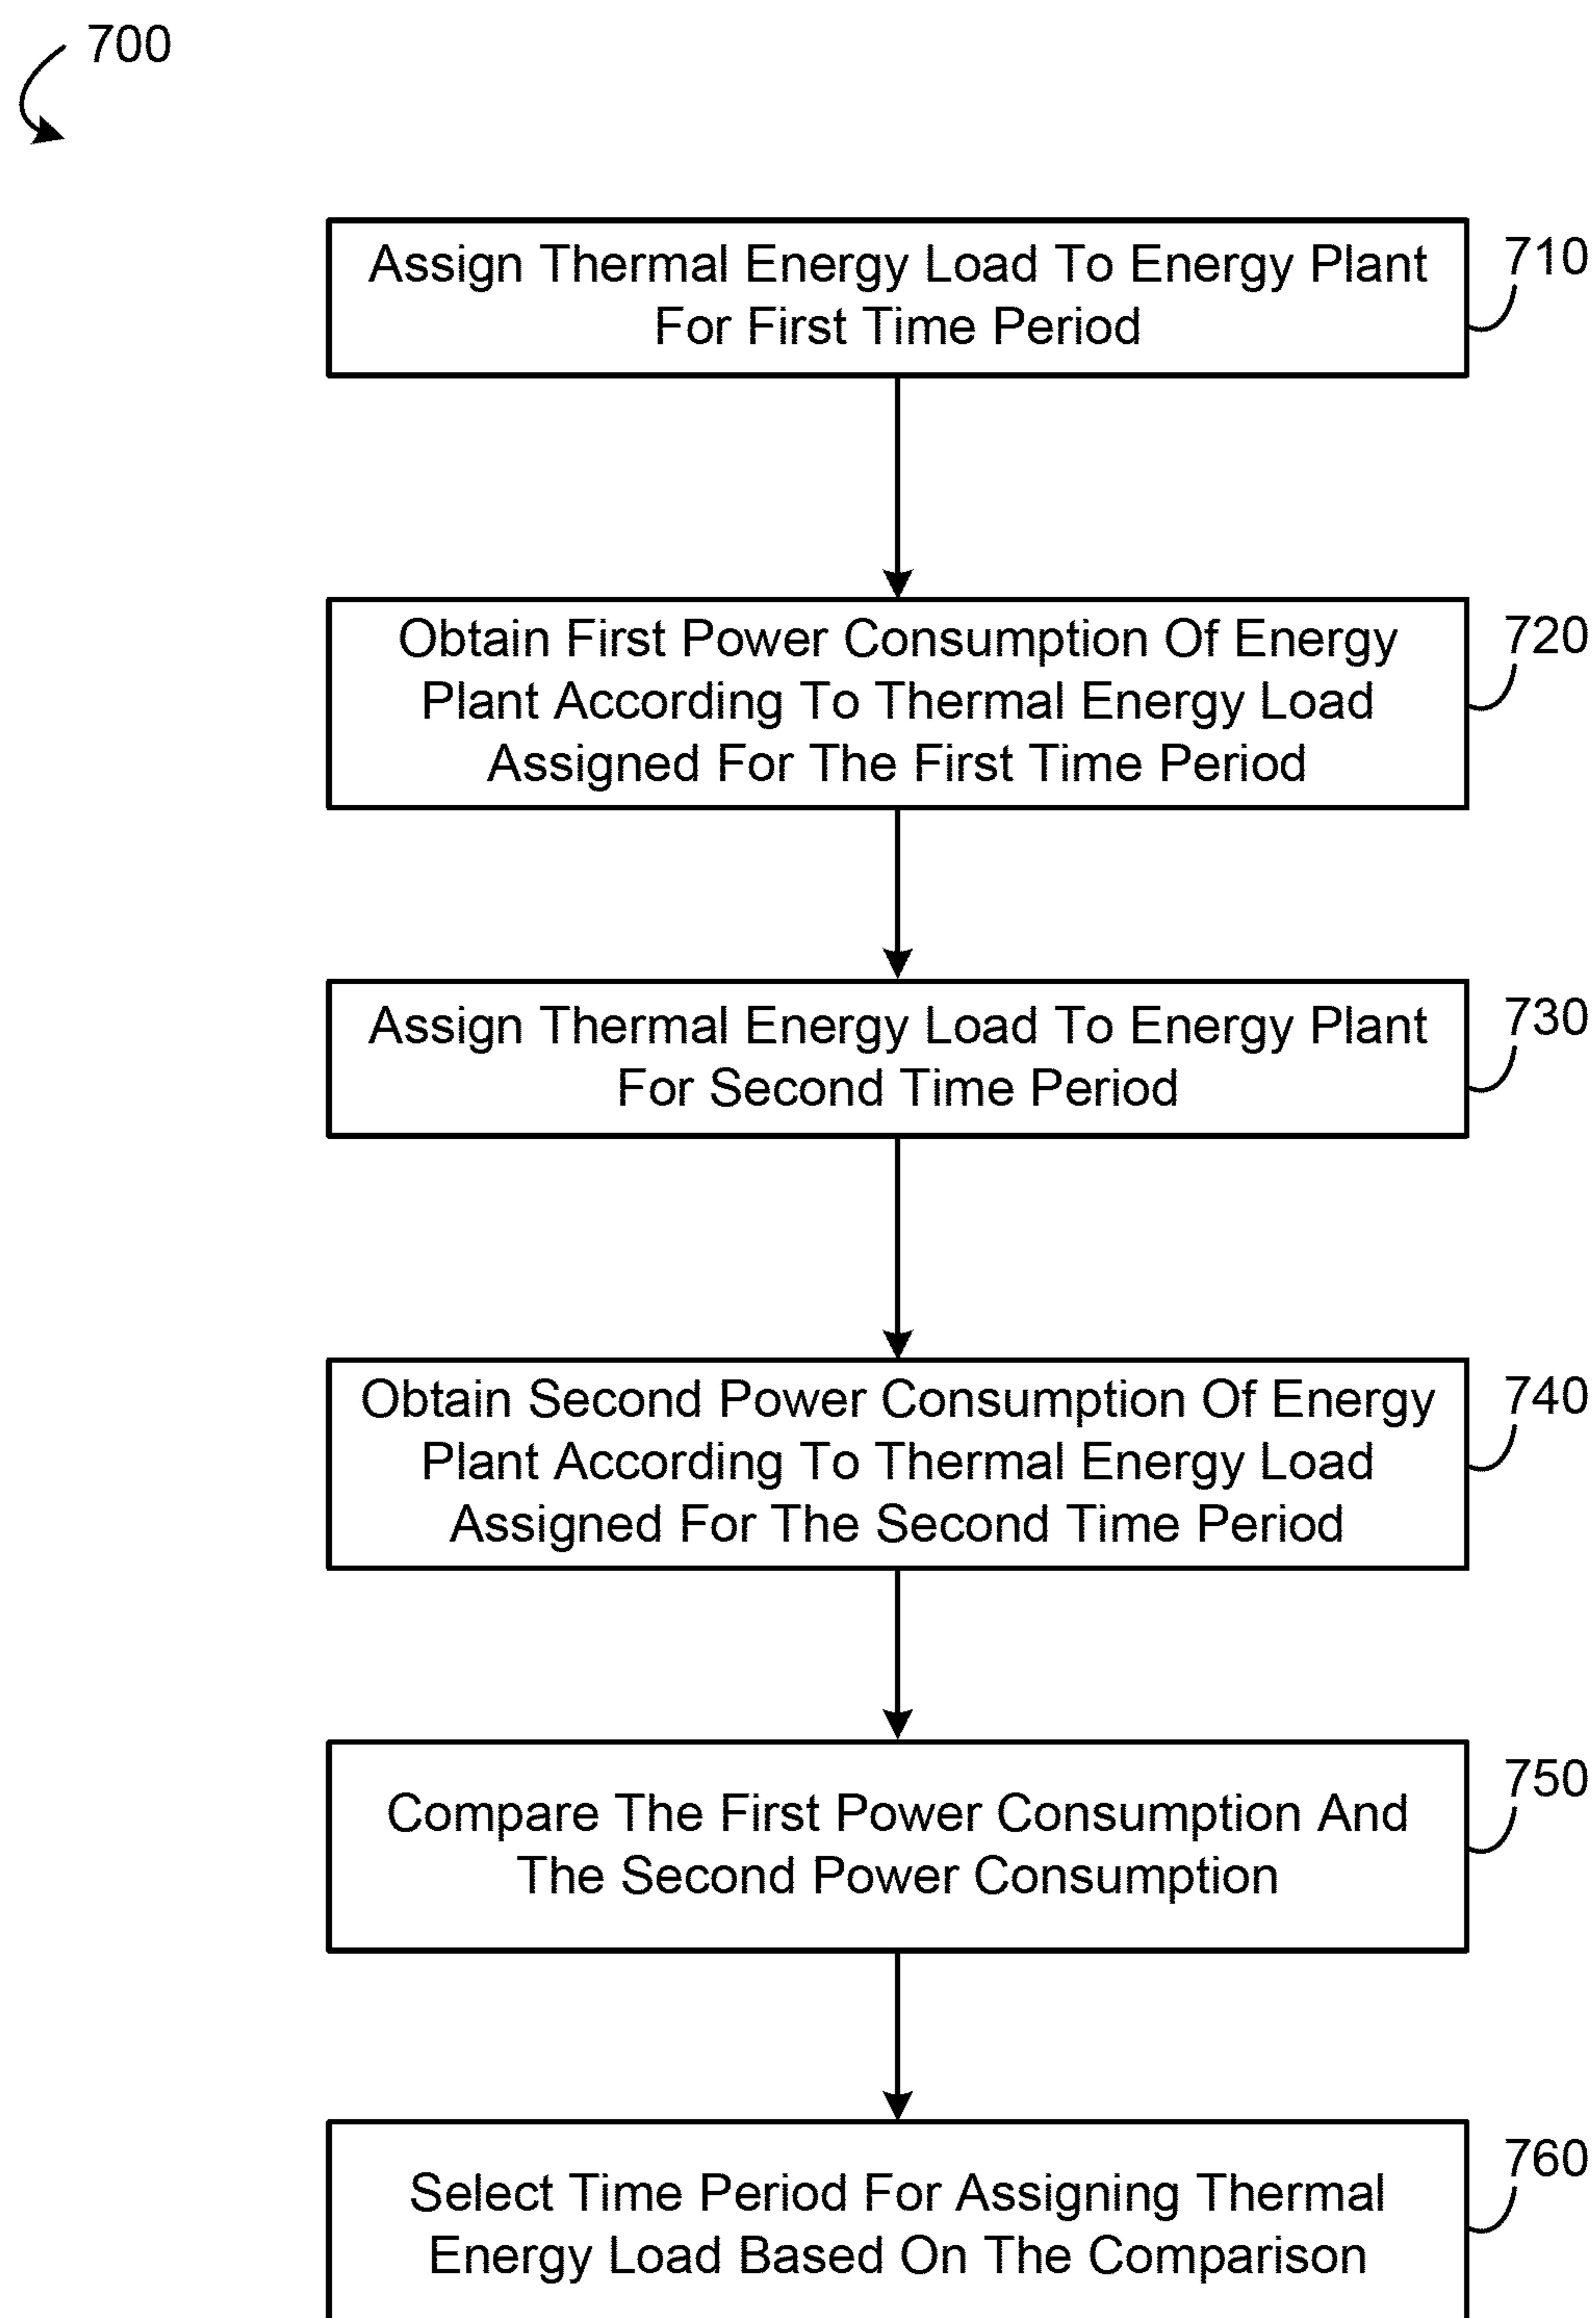 700
Assign Thermal Energy Load To Energy Plant
For First Time Period
710
Obtain First Power Consumption Of Energy
Plant According To Thermal Energy Load
Assigned For The First Time Period
720
Assign Thermal Energy Load To Energy Plant
For Second Time Period
730
Obtain Second Power Consumption Of Energy
Plant According To Thermal Energy Load
Assigned For The Second Time Period
740
Compare The First Power Consumption And
The Second Power Consumption
750
Select Time Period For Assigning Thermal
Energy Load Based On The Comparison
760